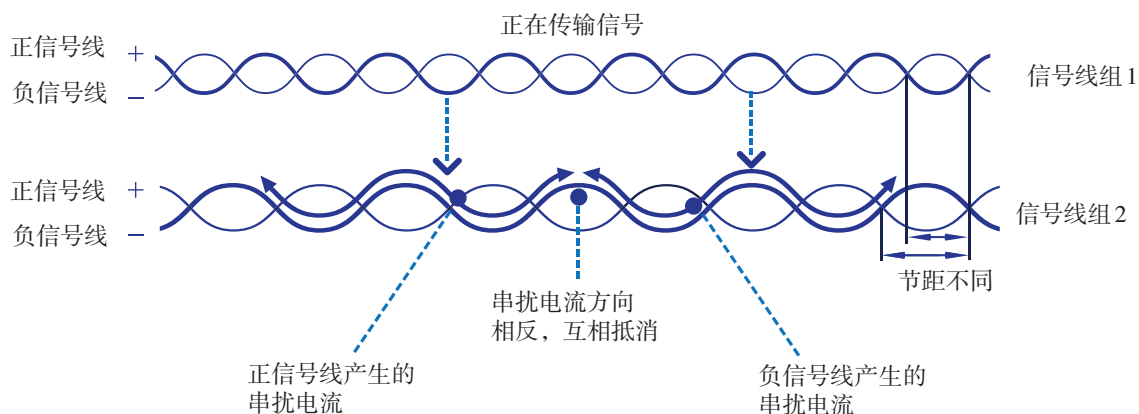 正在传输信号
正信号线 +
负信号线 −
信号线组1
正信号线 +
负信号线 −
信号线组2
节距不同
串扰电流方向
相反，互相抵消
正信号线产生的
串扰电流
负信号线产生的
串扰电流